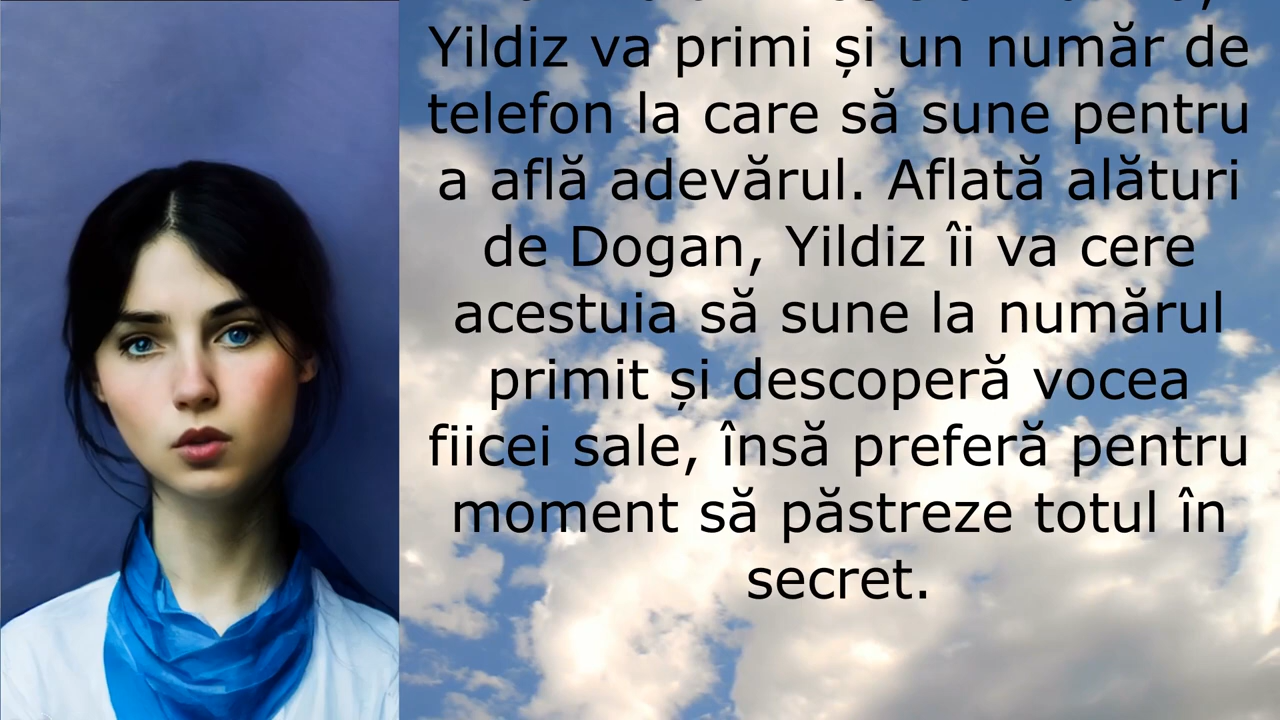 Yildiz va primi și un număr de
telefon la care să sune pentru
a află adevărul. Aflată alături
de Dogan, Yildiz îi va cere
acestuia să sune la numărul
primit și descoperă vocea
fiicei sale, însă preferă pentru
moment să păstreze totul în
secret.